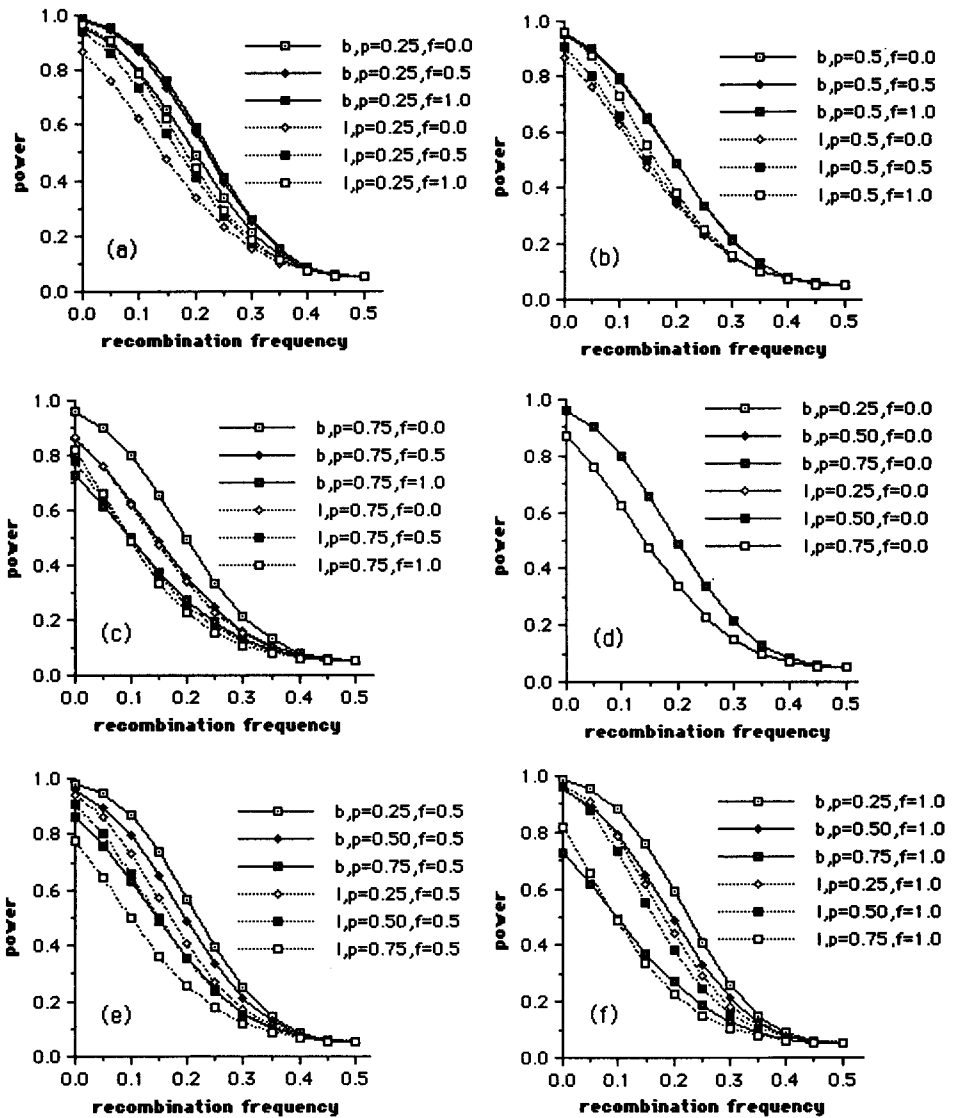 1.0
0.8
0.6
0.4
0.2
0.0
power
0.0 0.1 0.2 0.3 0.4 0.5
recombination frequency
(a)
b,p=0.25,f=0.0
b,p=0.25,f=0.5
b,p=0.25,f=1.0
l,p=0.25,f=0.0
l,p=0.25,f=0.5
l,p=0.25,f=1.0
1.0
0.8
0.6
0.4
0.2
0.0
power
0.0 0.1 0.2 0.3 0.4 0.5
recombination frequency
(b)
b,p=0.5,f=0.0
b,p=0.5,f=0.5
b,p=0.5,f=1.0
l,p=0.5,f=0.0
l,p=0.5,f=0.5
l,p=0.5,f=1.0
1.0
0.8
0.6
0.4
0.2
0.0
power
0.0 0.1 0.2 0.3 0.4 0.5
recombination frequency
(c)
b,p=0.75,f=0.0
b,p=0.75,f=0.5
b,p=0.75,f=1.0
l,p=0.75,f=0.0
l,p=0.75,f=0.5
l,p=0.75,f=1.0
1.0
0.8
0.6
0.4
0.2
0.0
power
0.0 0.1 0.2 0.3 0.4 0.5
recombination frequency
(d)
b,p=0.25,f=0.0
b,p=0.50,f=0.0
b,p=0.75,f=0.0
l,p=0.25,f=0.0
l,p=0.50,f=0.0
l,p=0.75,f=0.0
1.0
0.8
0.6
0.4
0.2
0.0
power
0.0 0.1 0.2 0.3 0.4 0.5
recombination frequency
(e)
b,p=0.25,f=0.5
b,p=0.50,f=0.5
b,p=0.75,f=0.5
l,p=0.25,f=0.5
l,p=0.50,f=0.5
l,p=0.75,f=0.5
1.0
0.8
0.6
0.4
0.2
0.0
power
0.0 0.1 0.2 0.3 0.4 0.5
recombination frequency
(f)
b,p=0.25,f=1.0
b,p=0.50,f=1.0
b,p=0.75,f=1.0
l,p=0.25,f=1.0
l,p=0.50,f=1.0
l,p=0.75,f=1.0